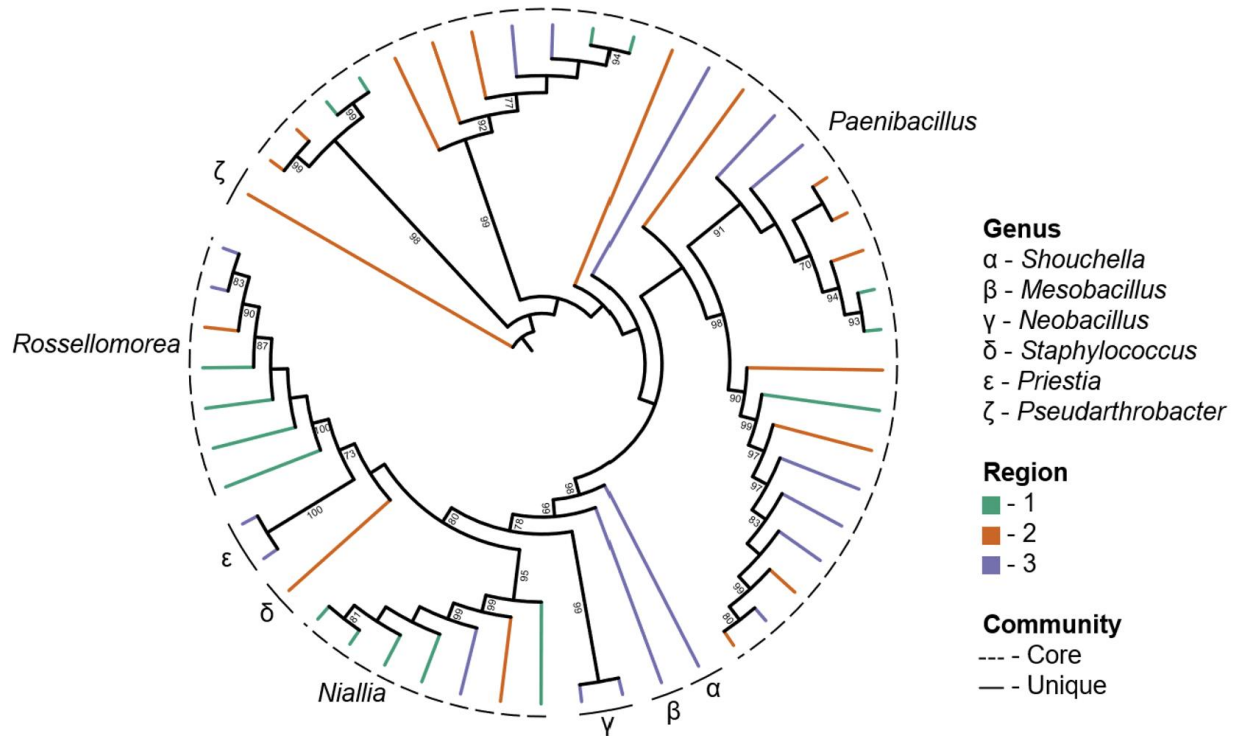 94
77
92
99
99
99
98
ζ
Paenibacillus
91
70
94
93
98
90
99
97
97
83
99
80
Rossellomorea
83
90
87
100
73
100
ε
δ
80
78
66
98
95
99
99
81
99
Niallia
γ
β
α
Genus
α - Shouchella
β - Mesobacillus
γ - Neobacillus
δ - Staphylococcus
ε - Priestia
ζ - Pseudarthrobacter
Region
- 1
- 2
- 3
Community
--- - Core
— - Unique